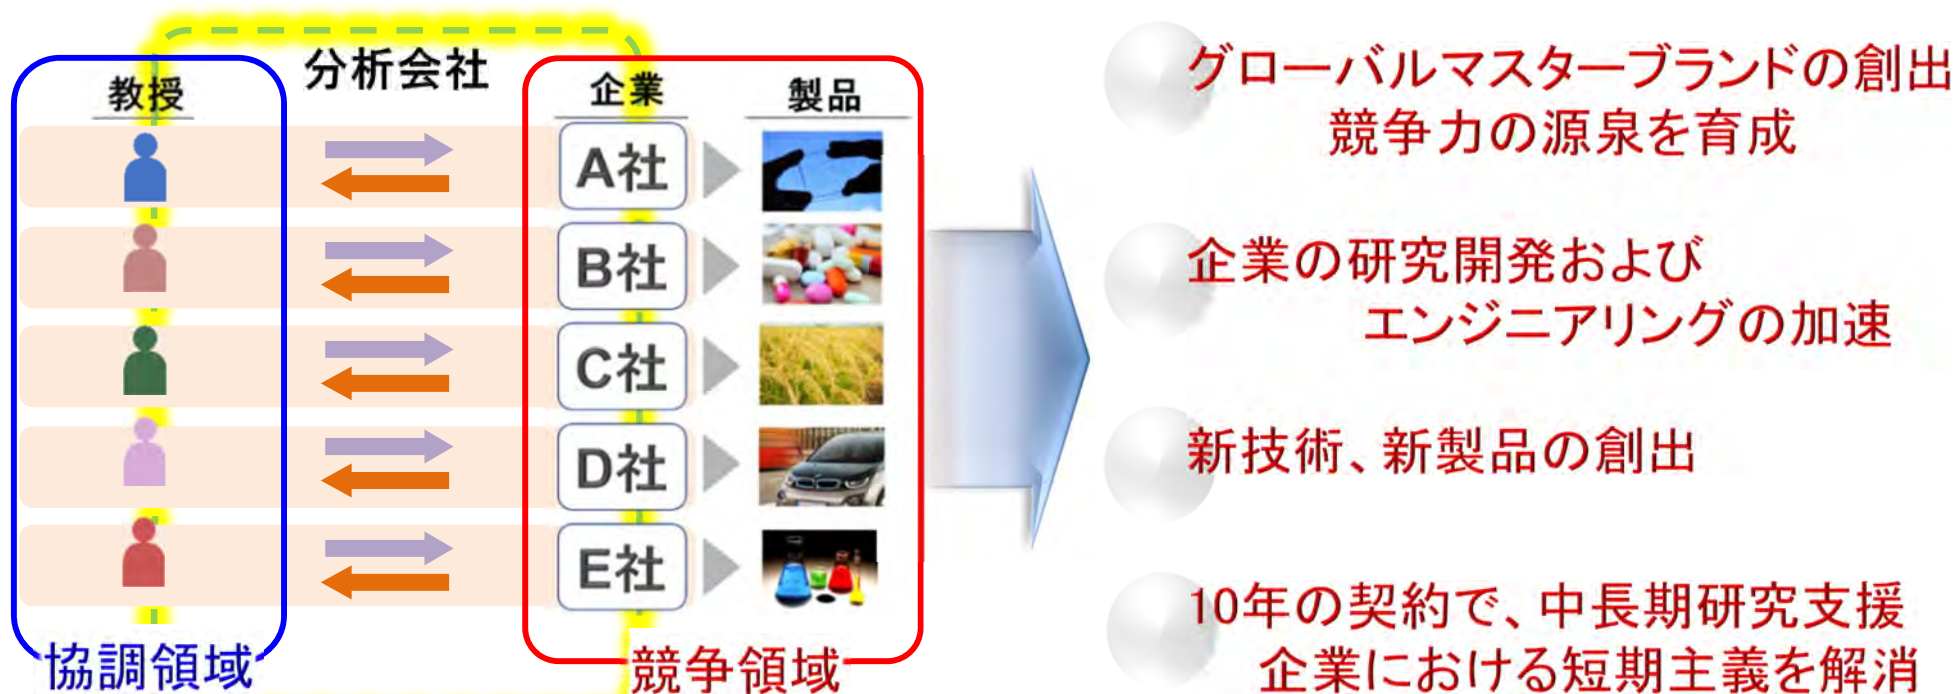 分析会社
教授
企業
製品
A社
B社
C社
D社
E社
協調領域
競争領域
グローバルマスターブランドの創出
競争力の源泉を育成
企業の研究開発および
エンジニアリングの加速
新技術、新製品の創出
10年の契約で、中長期研究支援
企業における短期主義を解消